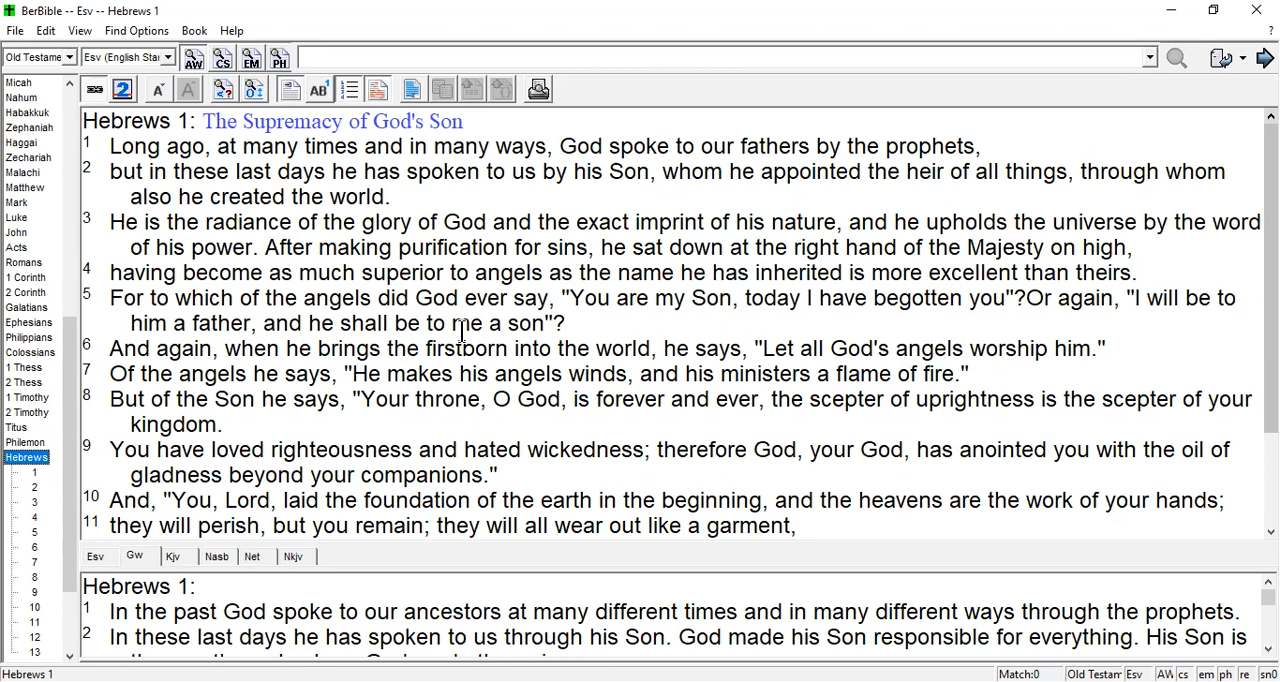 BerBible -- Esv -- Hebrews 1
File Edit View Find Options Book Help
?
Old Testame Esv (English Star AW CS EM PH
Micah
Nahum
Habakkuk
Zephaniah
Haggai
Zechariah
Malachi
Matthew
Mark
Luke
John
Acts
Romans
1 Corinth
2 Corinth
Galatians
Ephesians
Philippians
Colossians
1 Thess
2 Thess
1 Timothy
2 Timothy
Titus
Philemon
Hebrews
1
2
3
4
5
6
7
8
9
10
11
12
13
Hebrews 1: The Supremacy of God's Son
1 Long ago, at many times and in many ways, God spoke to our fathers by the prophets,
2 but in these last days he has spoken to us by his Son, whom he appointed the heir of all things, through whom
also he created the world.
3 He is the radiance of the glory of God and the exact imprint of his nature, and he upholds the universe by the word
of his power. After making purification for sins, he sat down at the right hand of the Majesty on high,
4 having become as much superior to angels as the name he has inherited is more excellent than theirs.
5 For to which of the angels did God ever say, "You are my Son, today I have begotten you"?Or again, "I will be to
him a father, and he shall be to me a son"?
6 And again, when he brings the firstborn into the world, he says, "Let all God's angels worship him."
7 Of the angels he says, "He makes his angels winds, and his ministers a flame of fire."
8 But of the Son he says, "Your throne, O God, is forever and ever, the scepter of uprightness is the scepter of your
kingdom.
9 You have loved righteousness and hated wickedness; therefore God, your God, has anointed you with the oil of
gladness beyond your companions."
10 And, "You, Lord, laid the foundation of the earth in the beginning, and the heavens are the work of your hands;
11 they will perish, but you remain; they will all wear out like a garment,
Esv Gw Kjv Nasb Net Nkjv
Hebrews 1:
1 In the past God spoke to our ancestors at many different times and in many different ways through the prophets.
2 In these last days he has spoken to us through his Son. God made his Son responsible for everything. His Son is
Hebrews 1 Match:0 Old Testam Esv AW cs em ph re sn0